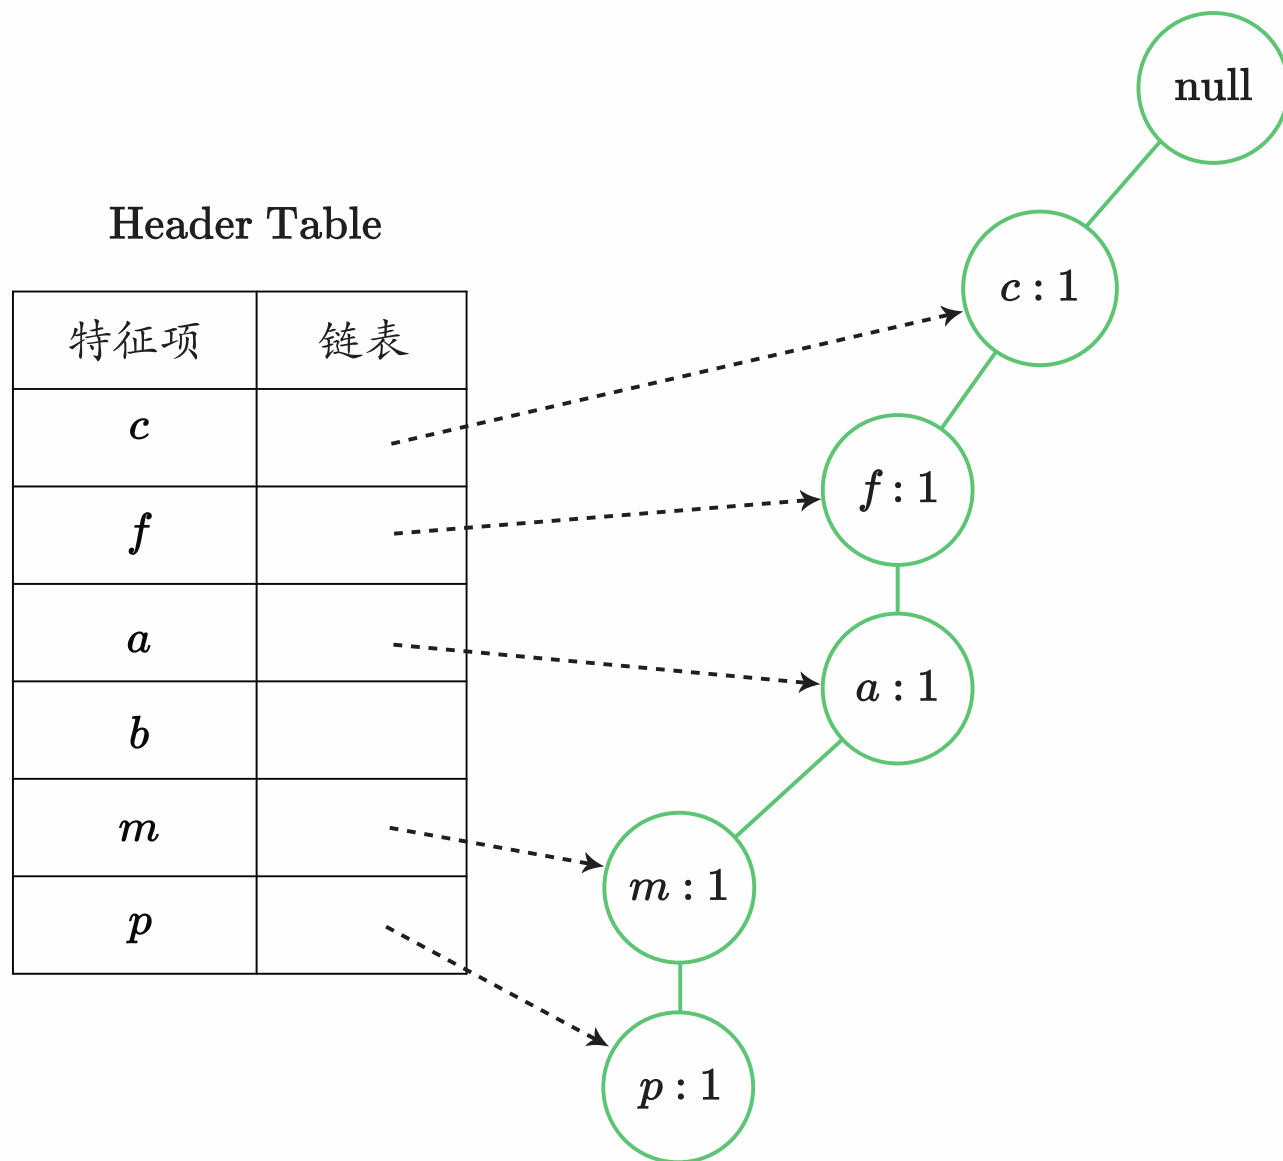 null
Header Table
c : 1
特征项 链表
c
f : 1
f
a
a : 1
b
m
m : 1
p
p : 1